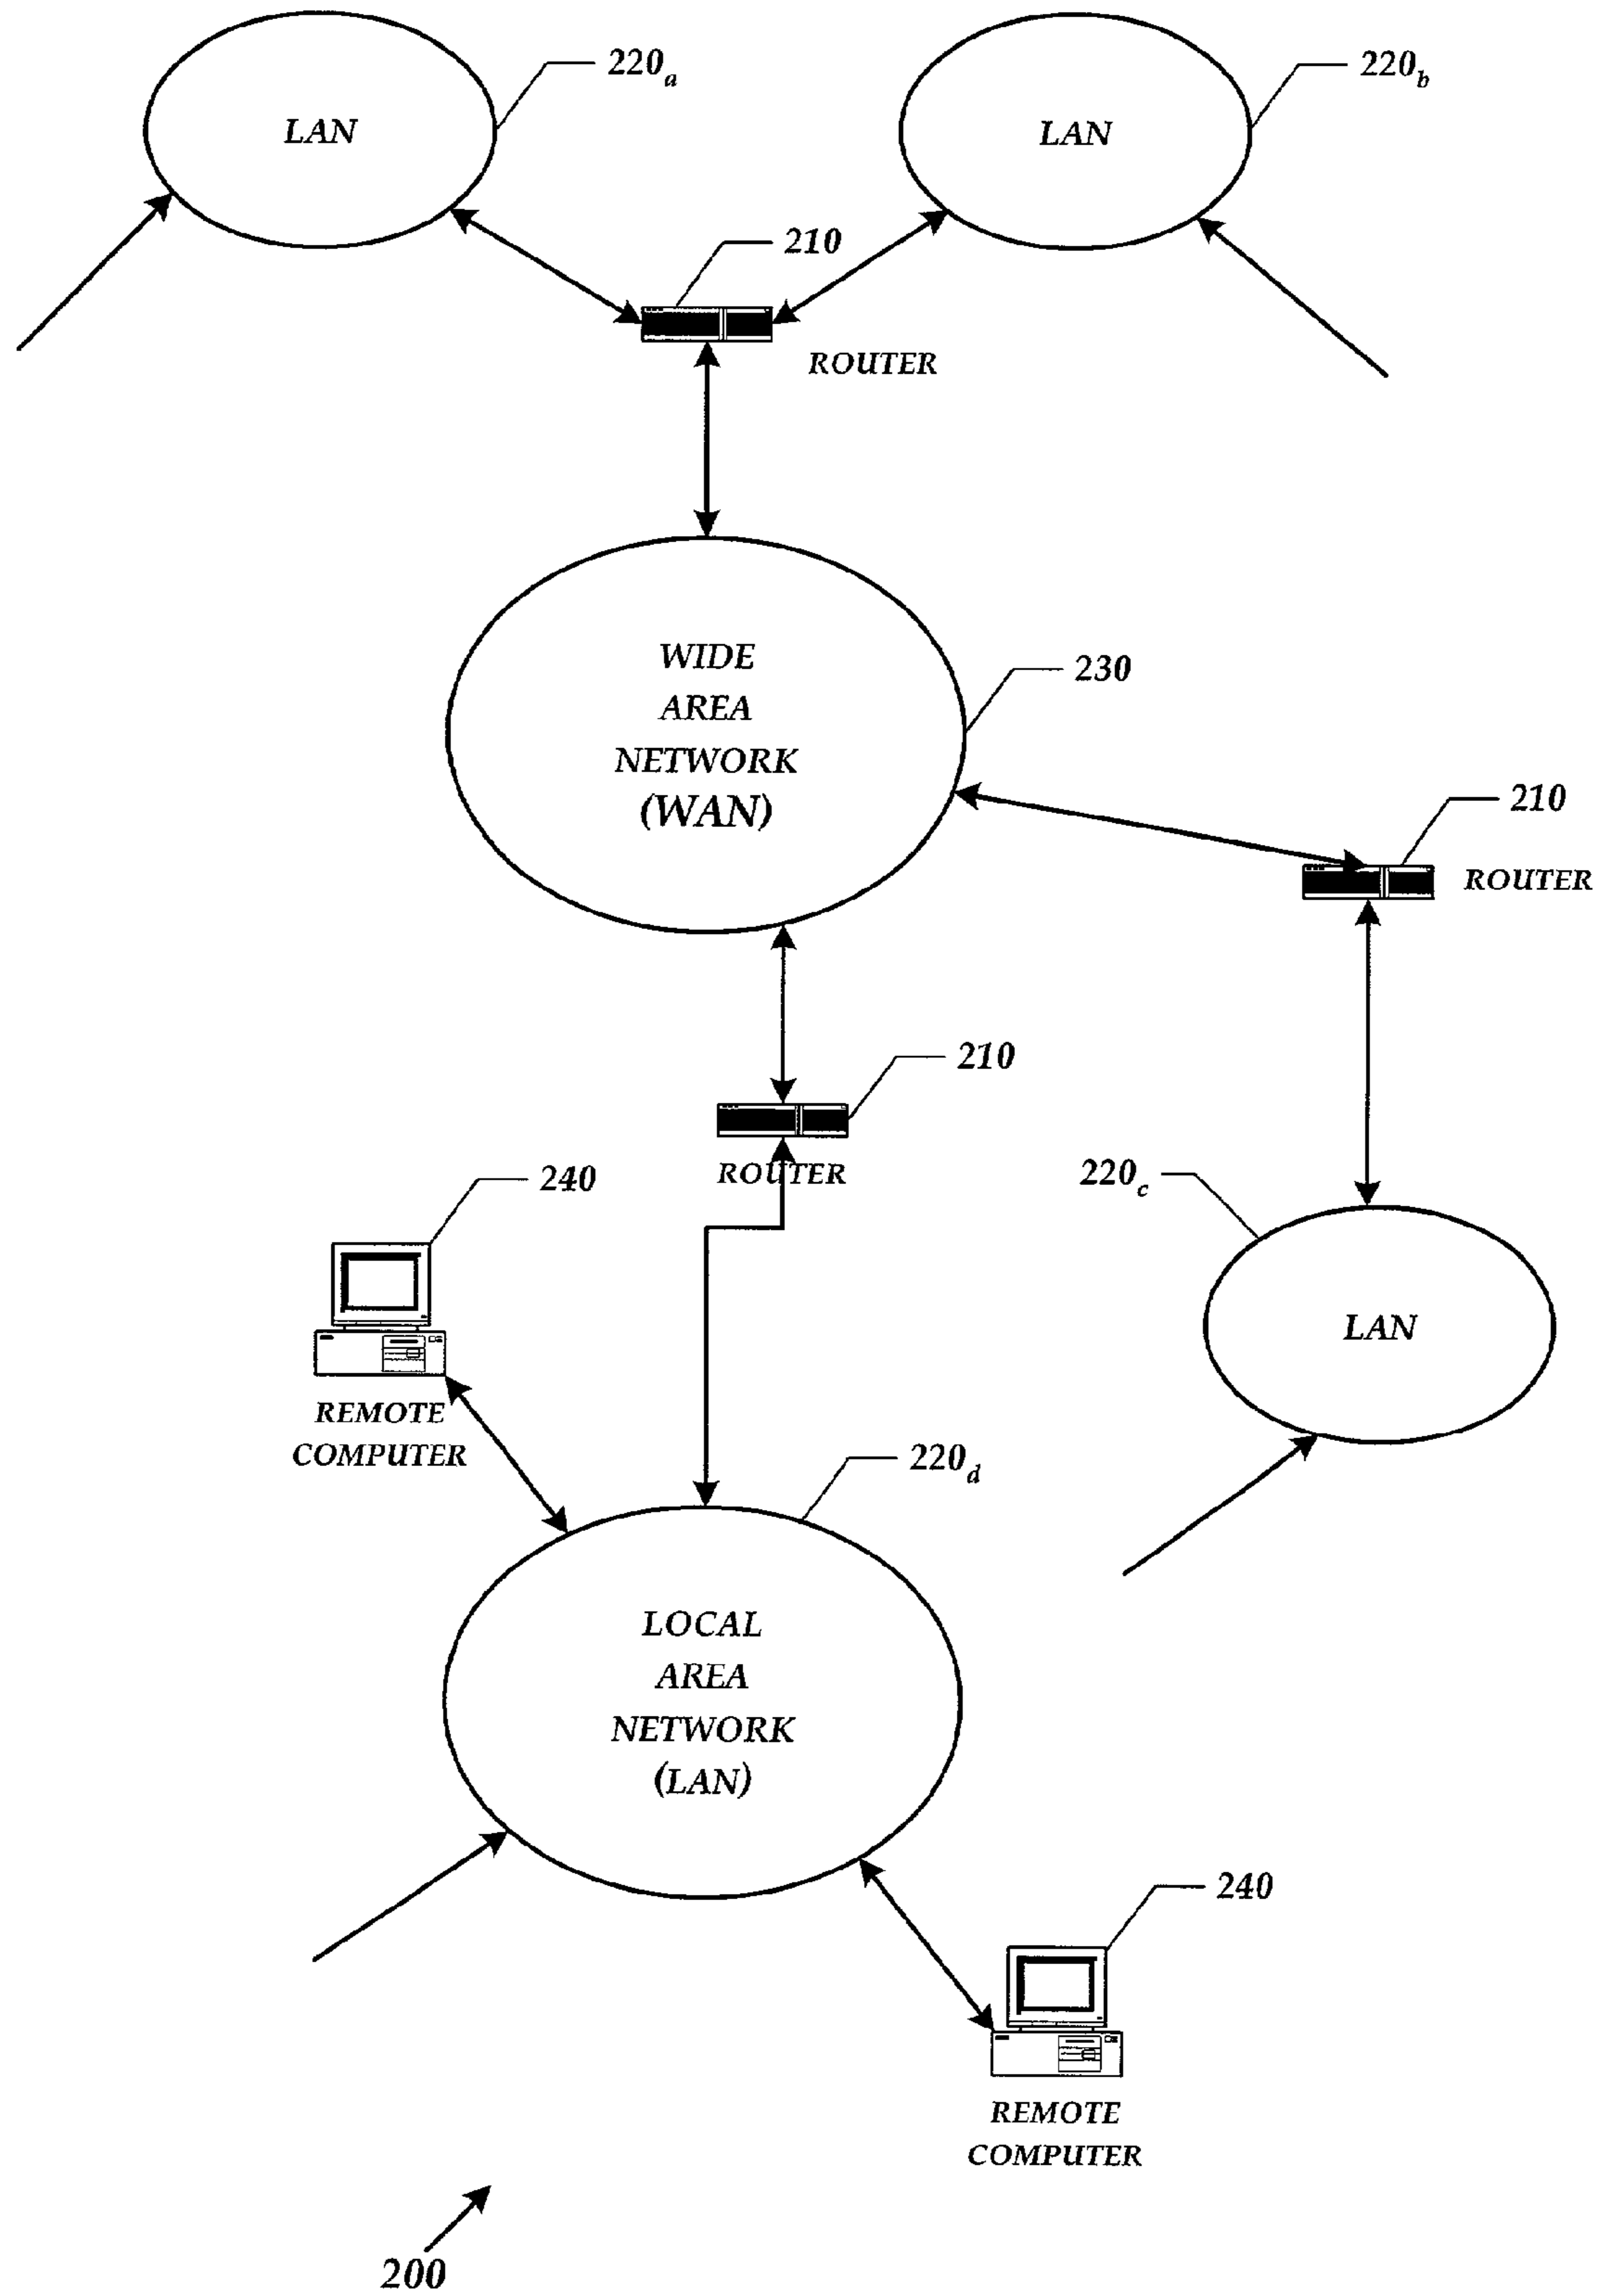 220a
220b
LAN
LAN
210
ROUTER
WIDE
AREA
NETWORK
(WAN)
230
210
ROUTER
210
ROUTER
240
220c
REMOTE
COMPUTER
LAN
220d
LOCAL
AREA
NETWORK
(LAN)
240
REMOTE
COMPUTER
200